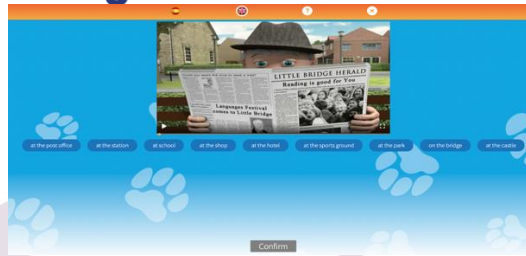 ?
LITTLE BRIDGE HERALD
Reading is good for You
Languages Festival
comes to Little Bridge
at the post office
at the station
at school
at the shop
at the hotel
at the sports ground
at the park
on the bridge
at the castle
Confirm